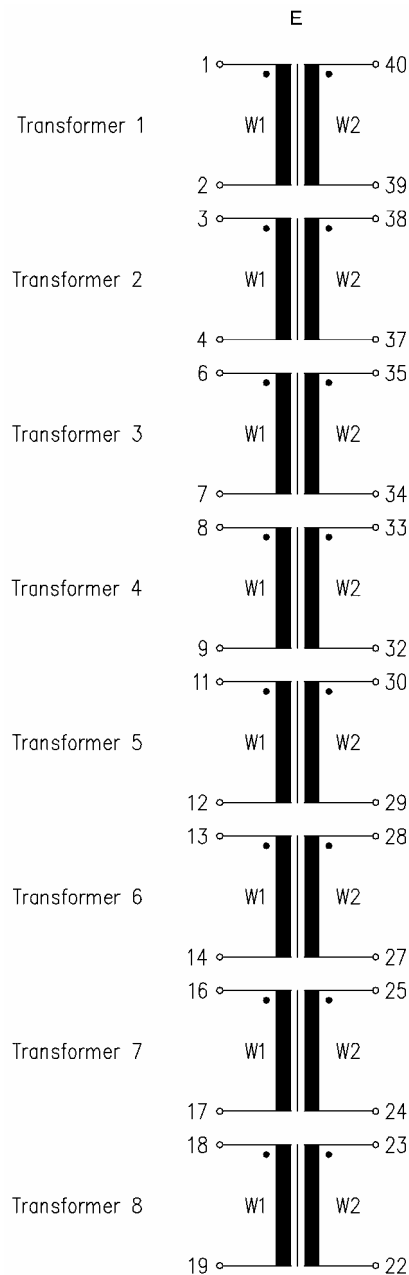 E
1 40
Transformer 1 W1 W2
2 39
3 38
Transformer 2 W1 W2
4 37
6 35
Transformer 3 W1 W2
7 34
8 33
Transformer 4 W1 W2
9 32
11 30
Transformer 5 W1 W2
12 29
13 28
Transformer 6 W1 W2
14 27
16 25
Transformer 7 W1 W2
17 24
18 23
Transformer 8 W1 W2
19 22